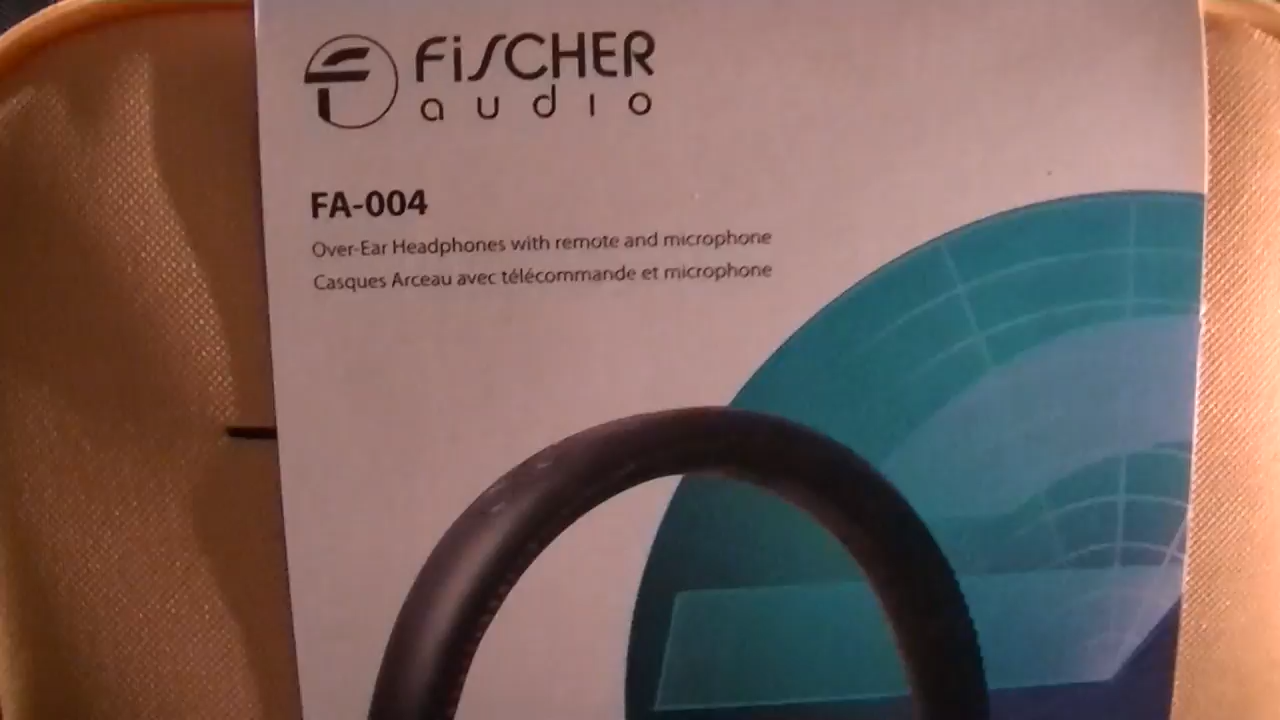 FiSCHER
audio
FA-004
Over-Ear Headphones with remote and microphone
Casques Arceau avec télécommande et microphone